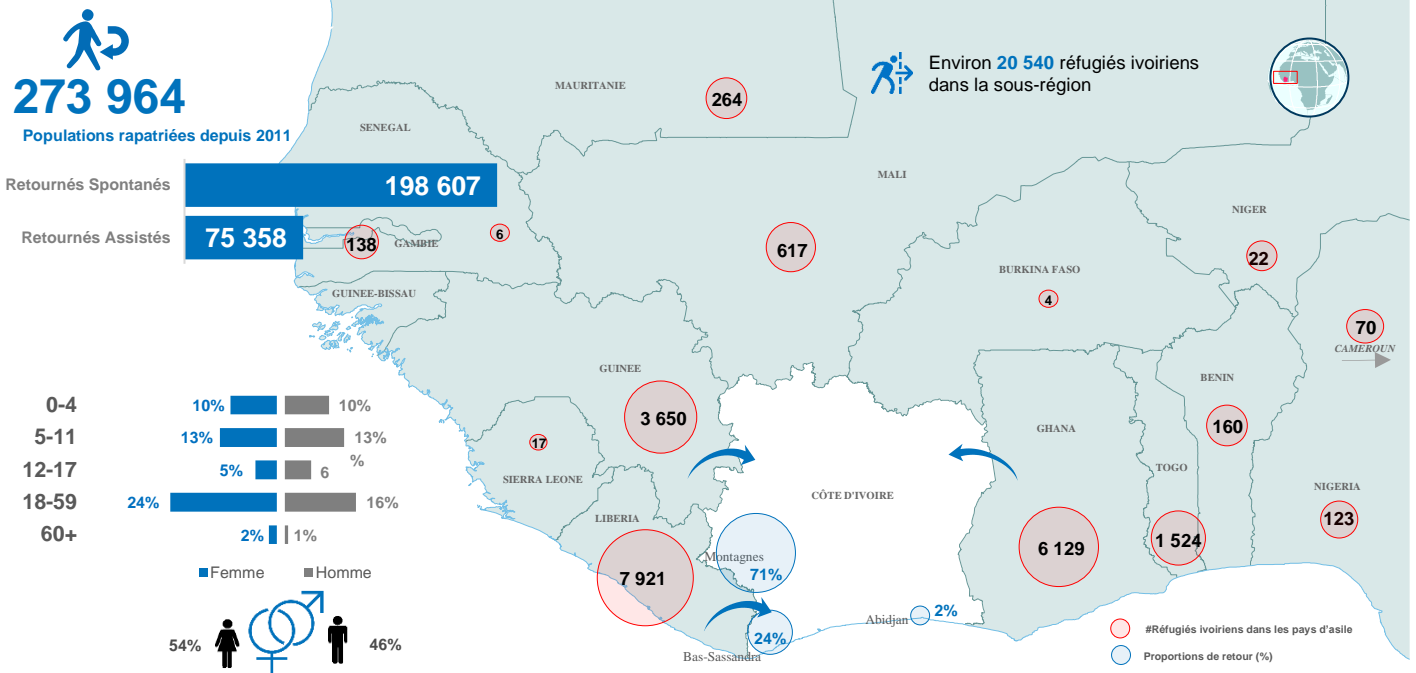 273 964
Populations rapatriées depuis 2011
Retournés Spontanés
198 607
Retournés Assistés
75 358
Environ 20 540 réfugiés ivoiriens
dans la sous-région
MAURITANIE
264
SENEGAL
MALI
617
6
138
GAMBIE
GUINEE-BISSAU
NIGER
22
BURKINA FASO
4
70
CAMEROUN
GUINEE
3 650
BENIN
160
GHANA
17
SIERRA LEONE
TOGO
CÔTE D'IVOIRE
NIGERIA
123
LIBERIA
7 921
6 129
1 524
Montagnes
71%
Abidjan
2%
24%
Bas-Sassandra
0-4
10%
10%
5-11
13%
13%
12-17
5%
6
%
18-59
24%
16%
60+
2%
1%
Femme
Homme
54%
46%
#Réfugiés ivoiriens dans les pays d'asile
Proportions de retour (%)